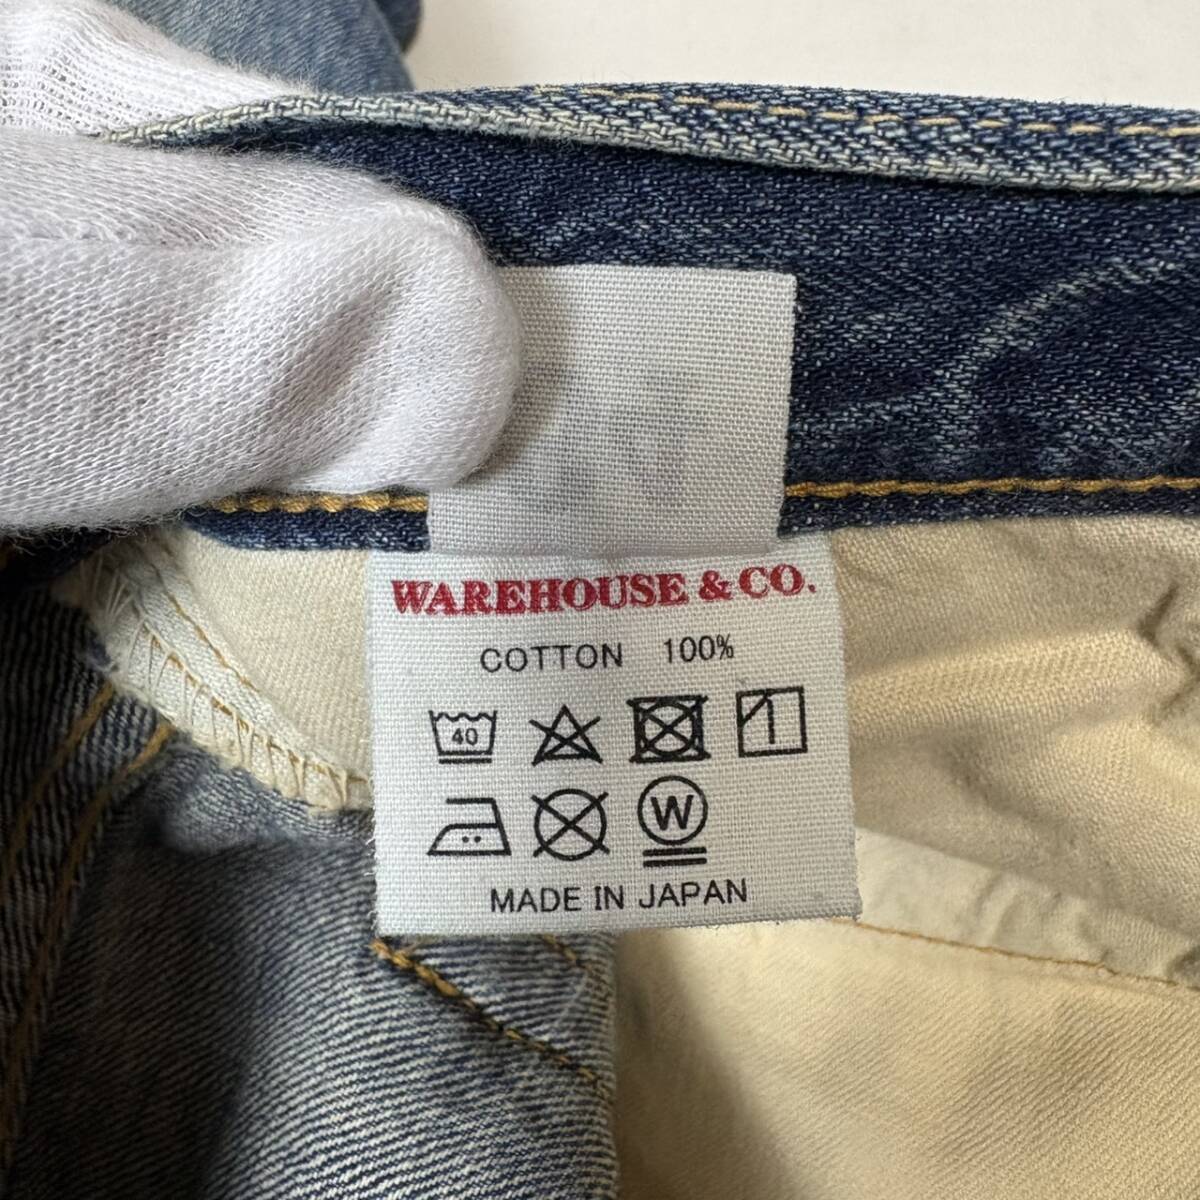 WAREHOUSE & CO.
COTTON 100%
40
W
MADE IN JAPAN